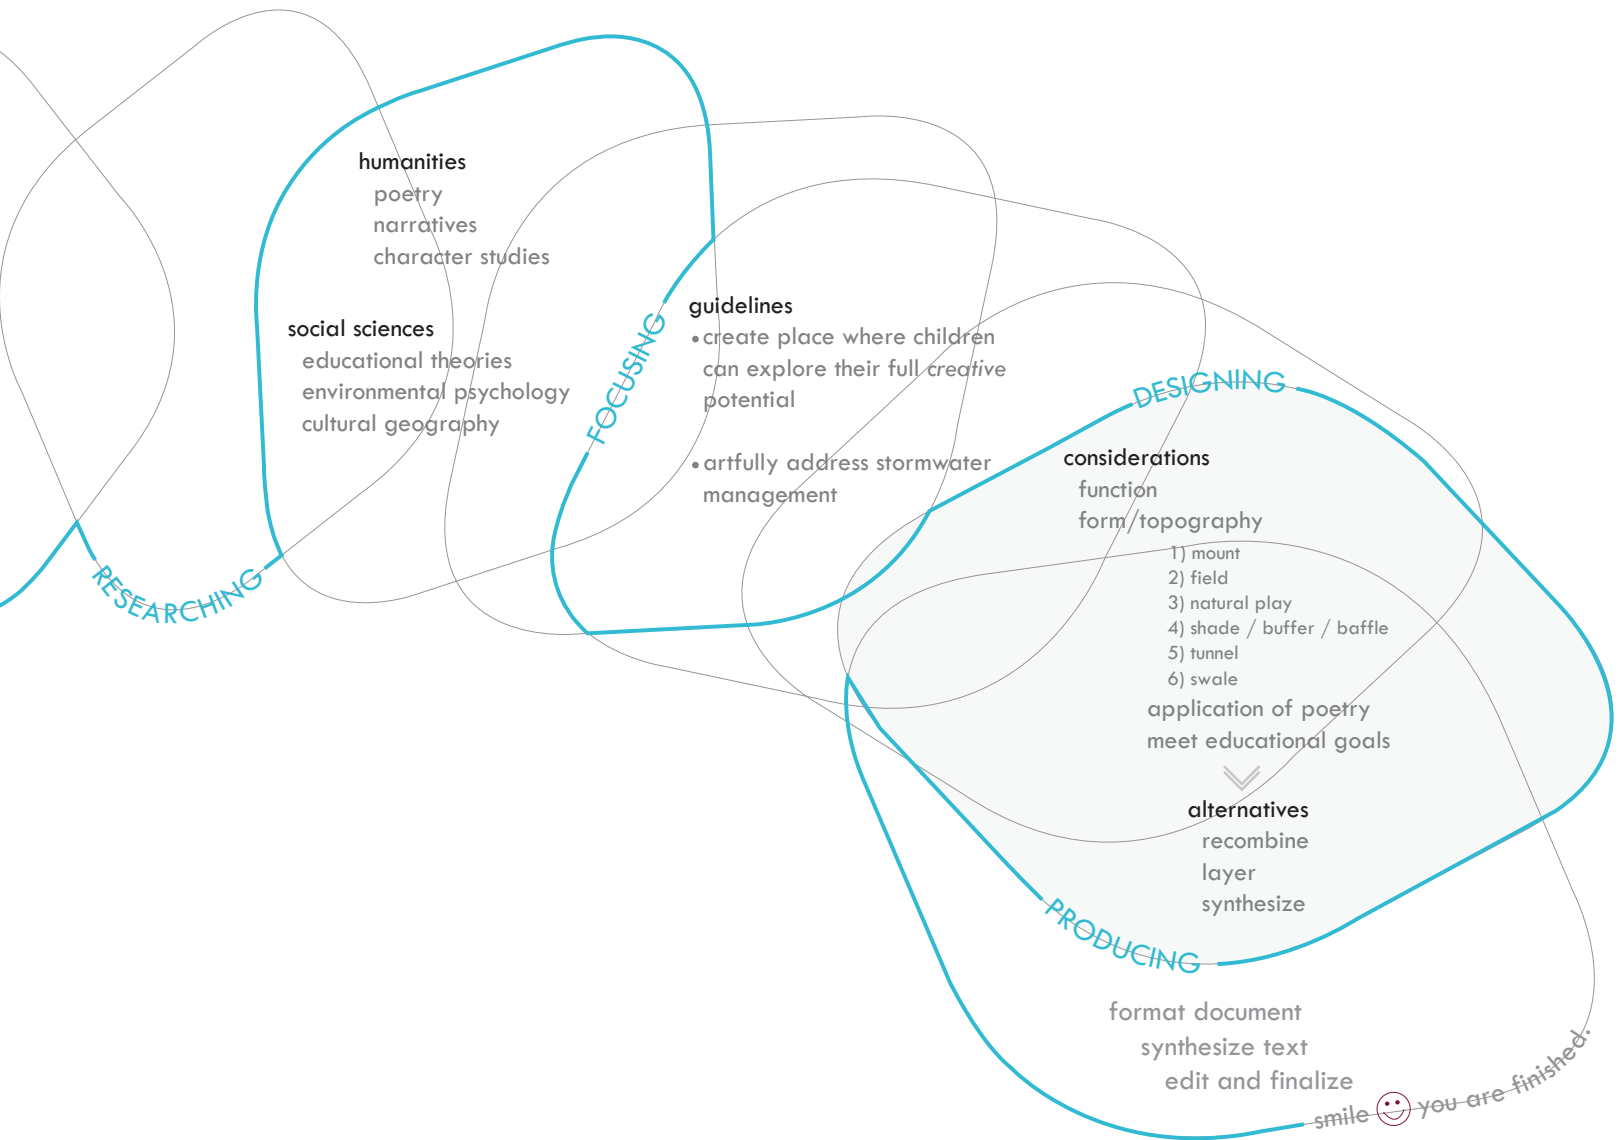 RESEARCHING
humanities
poetry
narratives
character studies
social sciences
educational theories
environmental psychology
cultural geography
FOCUSING
guidelines
•create place where children
can explore their full creative
potential
•artfully address stormwater
management
DESIGNING
considerations
function
form/topography
1) mount
2) field
3) natural play
4) shade / buffer / baffle
5) tunnel
6) swale
application of poetry
meet educational goals
alternatives
recombine
layer
synthesize
PRODUCING
format document
synthesize text
edit and finalize
smile you are finished.